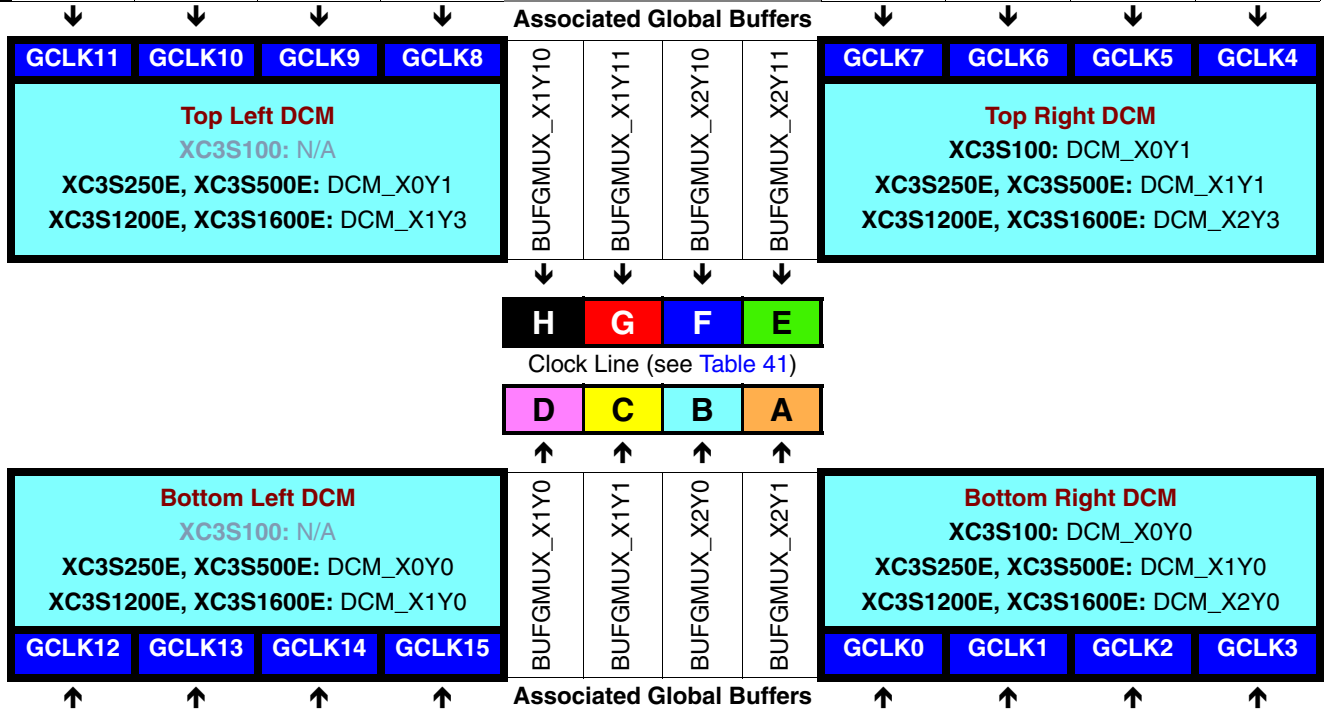 Associated Global Buffers
GCLK11 GCLK10 GCLK9 GCLK8
GCLK7 GCLK6 GCLK5 GCLK4
Top Left DCM
XC3S100: N/A
XC3S250E, XC3S500E: DCM_X0Y1
XC3S1200E, XC3S1600E: DCM_X1Y3
BUFGMUX_X1Y10
BUFGMUX_X1Y11
BUFGMUX_X2Y10
BUFGMUX_X2Y11
Top Right DCM
XC3S100: DCM_X0Y1
XC3S250E, XC3S500E: DCM_X1Y1
XC3S1200E, XC3S1600E: DCM_X2Y3
H G F E
Clock Line (see Table 41)
D C B A
Bottom Left DCM
XC3S100: N/A
XC3S250E, XC3S500E: DCM_X0Y0
XC3S1200E, XC3S1600E: DCM_X1Y0
GCLK12 GCLK13 GCLK14 GCLK15
BUFGMUX_X1Y0
BUFGMUX_X1Y1
BUFGMUX_X2Y0
BUFGMUX_X2Y1
Bottom Right DCM
XC3S100: DCM_X0Y0
XC3S250E, XC3S500E: DCM_X1Y0
XC3S1200E, XC3S1600E: DCM_X2Y0
GCLK0 GCLK1 GCLK2 GCLK3
Associated Global Buffers